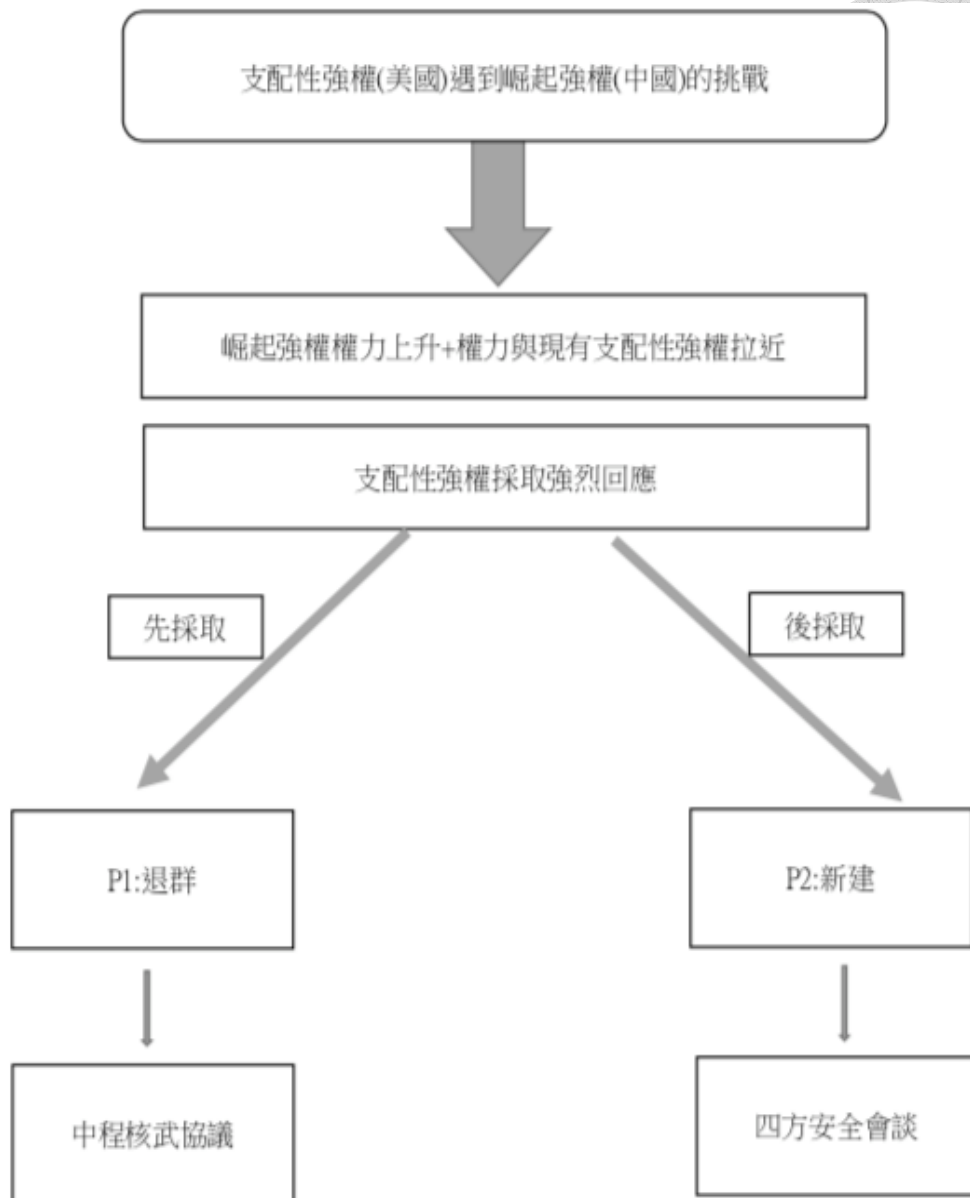 支配性強權(美國)遇到崛起強權(中國)的挑戰
崛起強權權力上升+權力與現有支配性強權拉近
支配性強權採取強烈回應
先採取
後採取
P1:退群
P2:新建
中程核武協議
四方安全會談